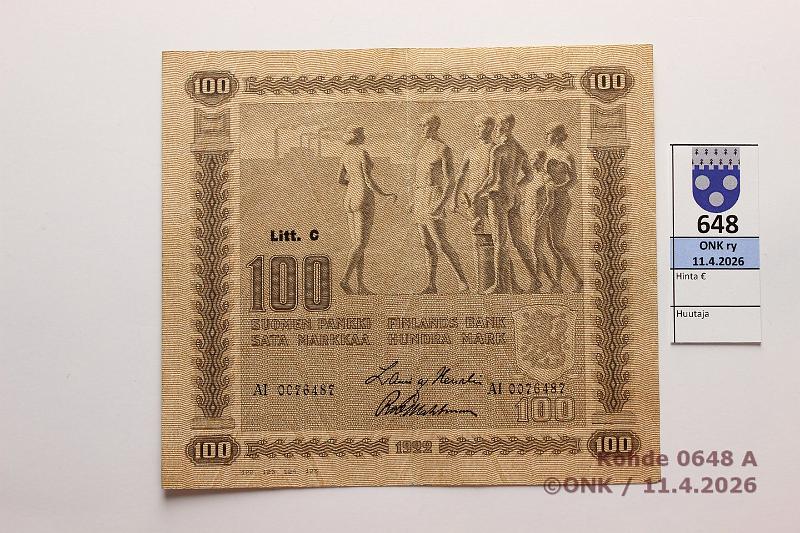 100 100
Litt. C
100
SUOMEN PANKKI FINLANDS BANK
SATA MARKKAA HUNDRA MARK
AI 0076487 AI 0076487
100
100 1922 100
648
ONK ry
11.4.2026
Hinta €
Huutaja
Kohde 0648 A
©ONK / 11.4.2026